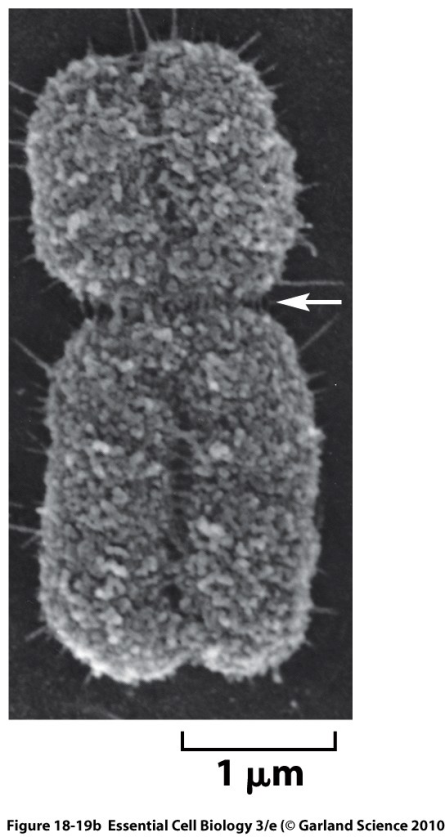 1 μm
Figure 18-19b Essential Cell Biology 3/e (© Garland Science 2010